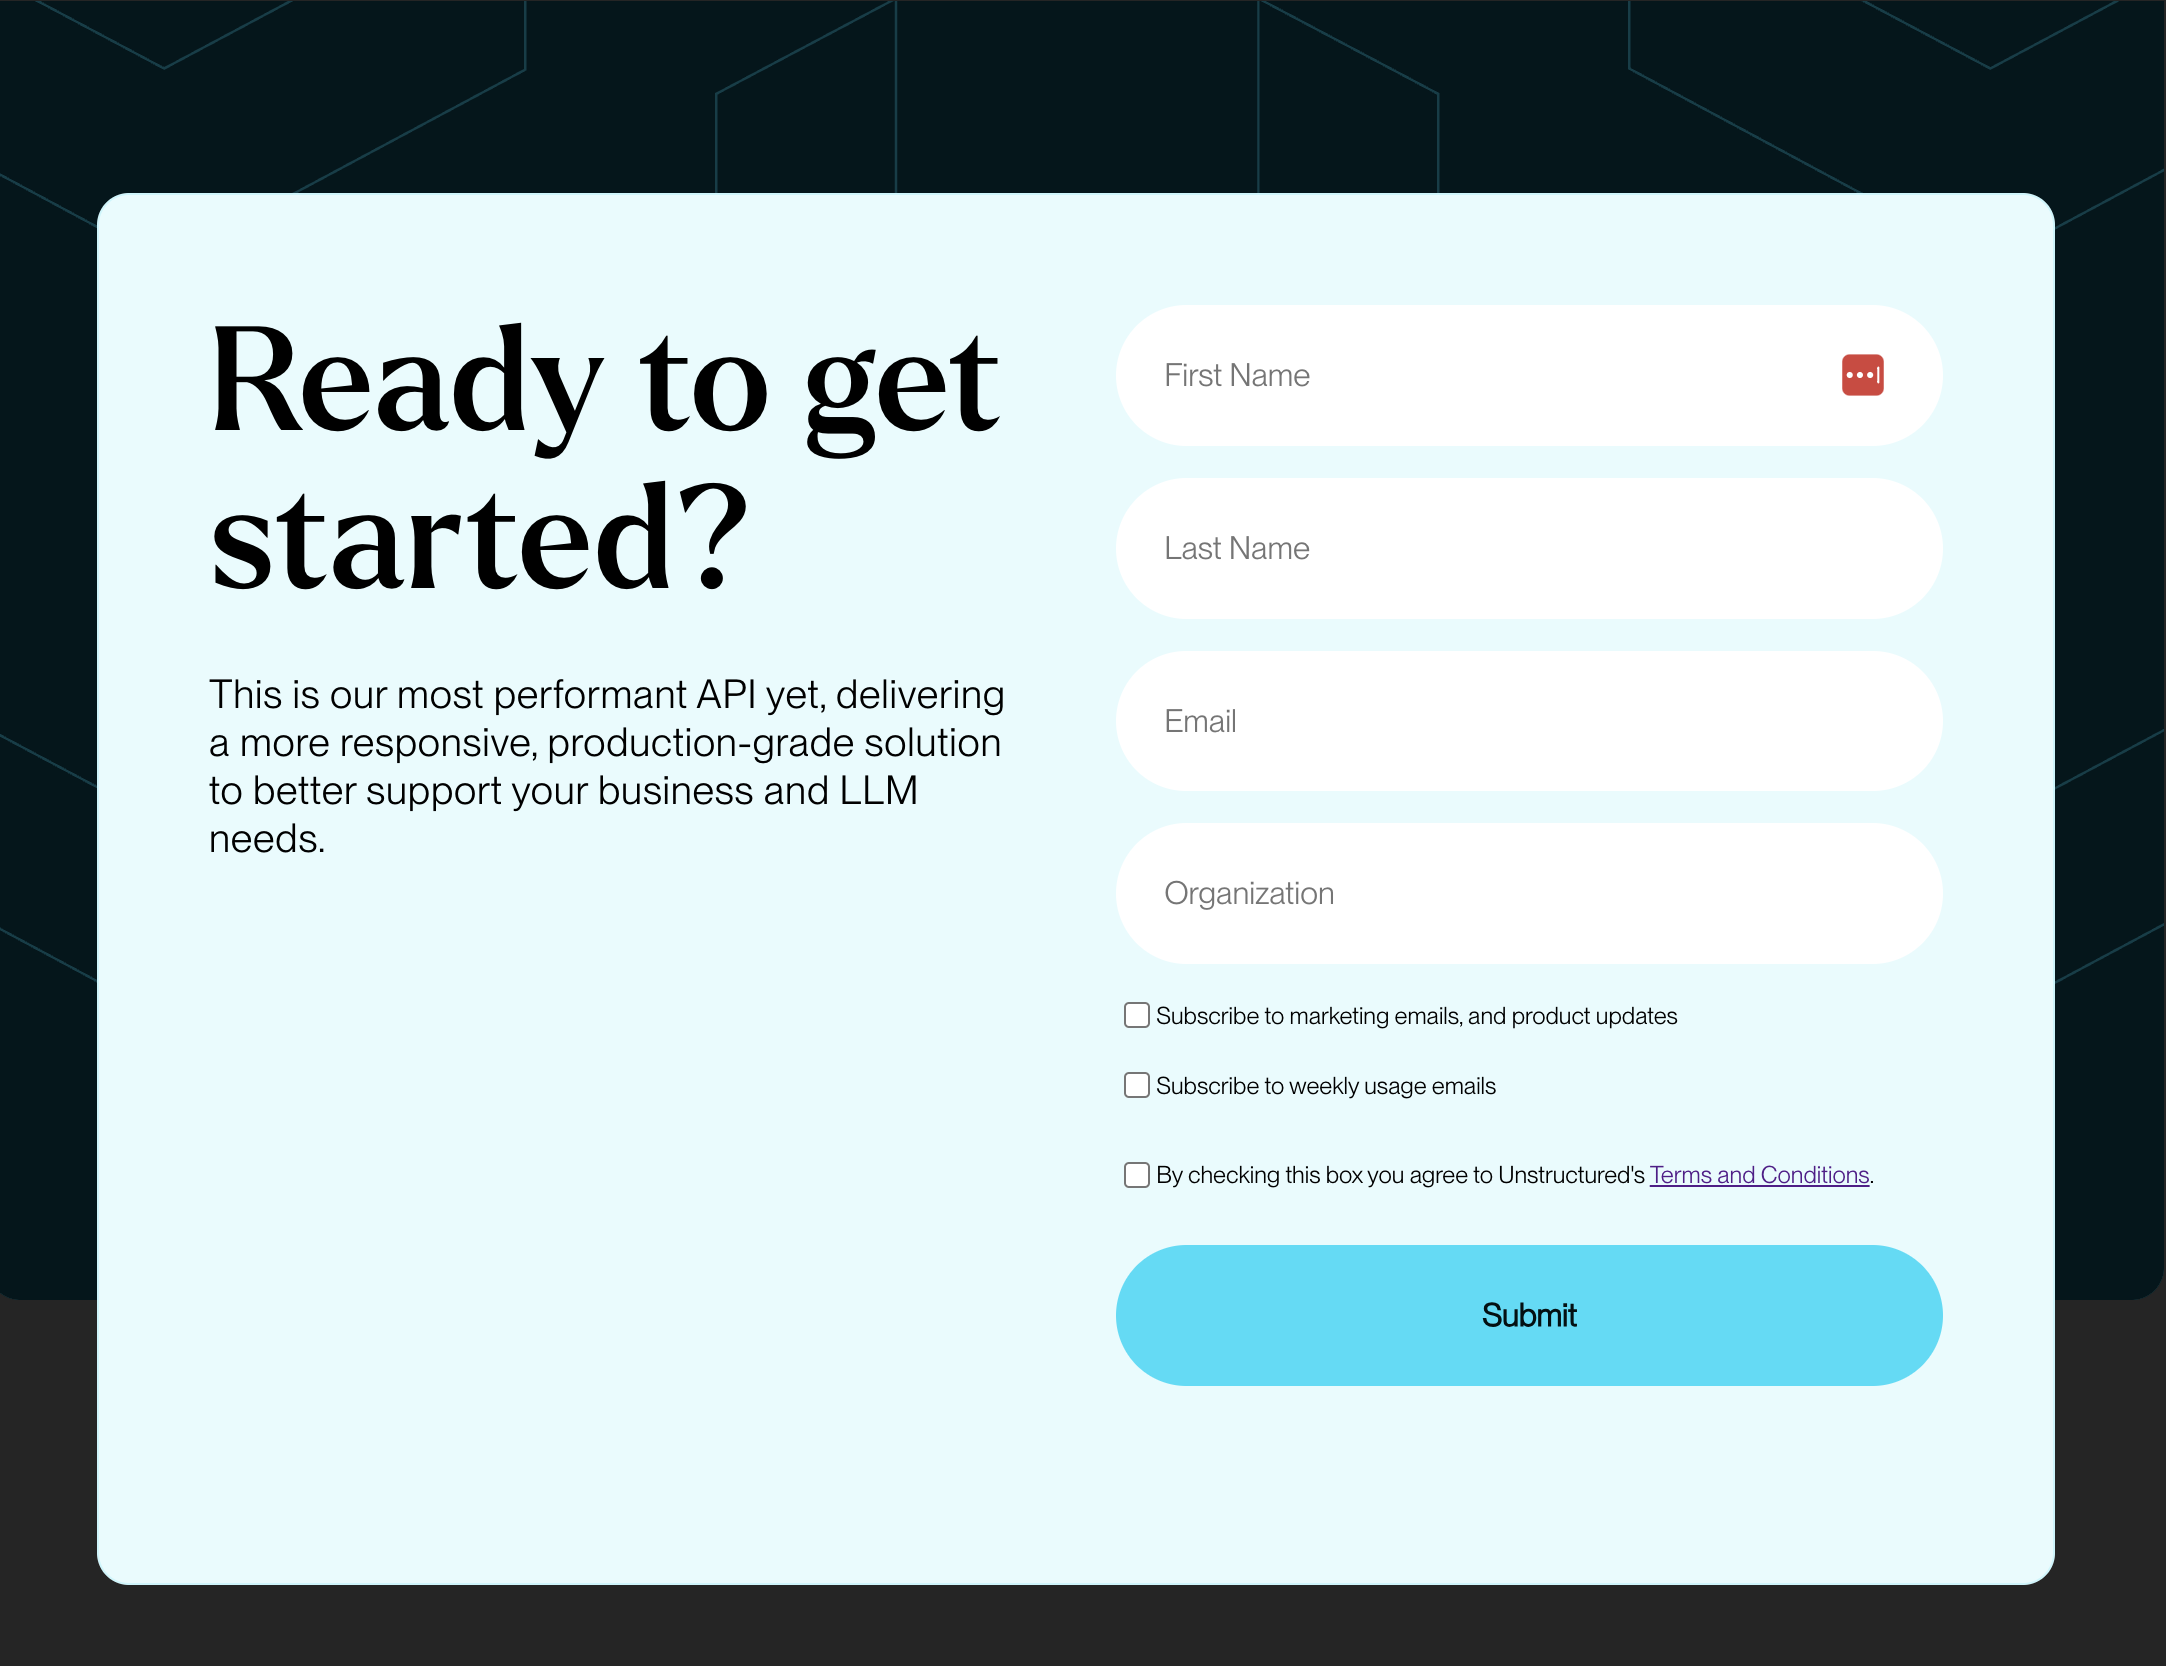 Ready to get
started?
This is our most performant API yet, delivering
a more responsive, production-grade solution
to better support your business and LLM
needs.
First Name
Last Name
Email
Organization
Subscribe to marketing emails, and product updates
Subscribe to weekly usage emails
By checking this box you agree to Unstructured's Terms and Conditions.
Submit